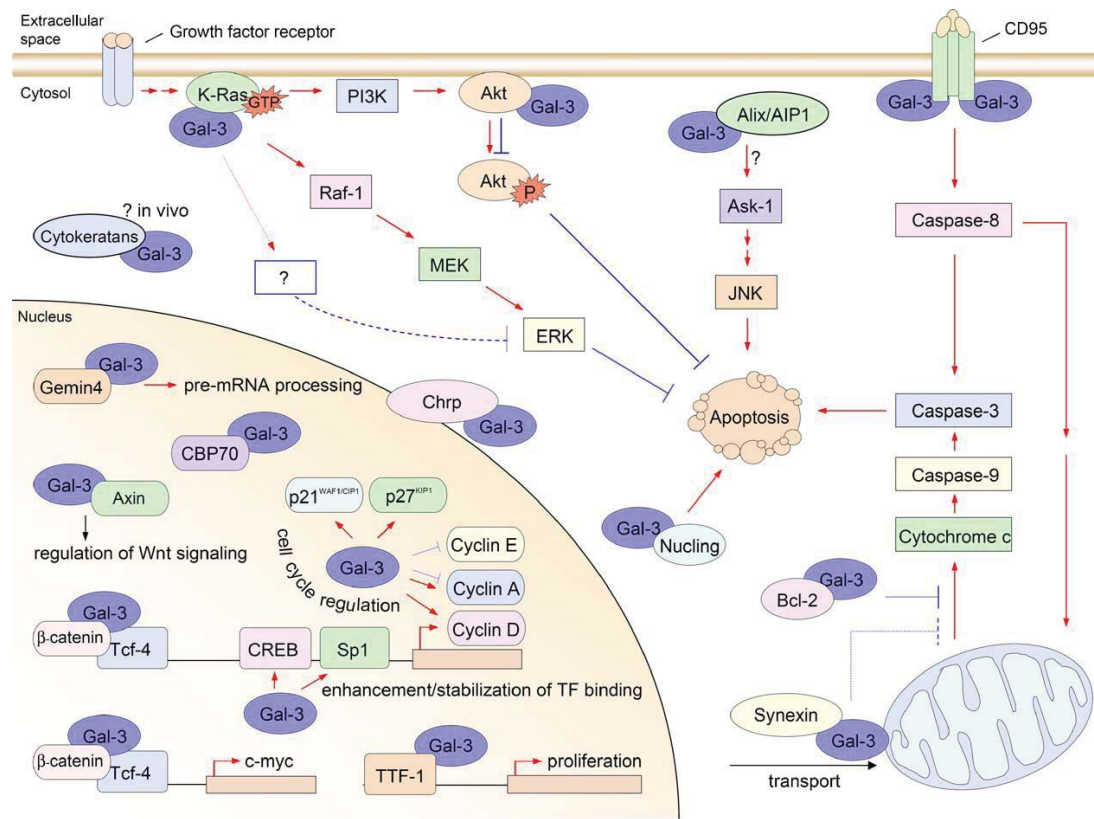 Extracellular
space
Growth factor receptor
CD95
Cytosol
K-Ras
GTP
Gal-3
PI3K
Akt
Gal-3
Akt
P
Gal-3
Alix/AIP1
?
Ask-1
JNK
Gal-3
Gal-3
Caspase-8
Raf-1
MEK
ERK
? in vivo
Cytokeratans
Gal-3
?
Nucleus
Gal-3
Gemin4
pre-mRNA processing
Chrp
Gal-3
Gal-3
CBP70
Gal-3
Axin
regulation of Wnt signaling
p21WAF1/CIP1
p27KIP1
Gal-3
cell cycle regulation
Cyclin E
Cyclin A
Cyclin D
Apoptosis
Caspase-3
Caspase-9
Cytochrome c
Gal-3
Nucling
Gal-3
Bcl-2
Synexin
Gal-3
transport
Gal-3
β-catenin
Tcf-4
CREB
Sp1
Gal-3
enhancement/stabilization of TF binding
Gal-3
β-catenin
Tcf-4
c-myc
Gal-3
TTF-1
proliferation